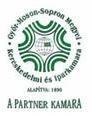 Győr-Moson-Sopron Megyei
Kereskedelmi és Iparkamara
ALAPÍTVA: 1890
A PARTNER KAMARA